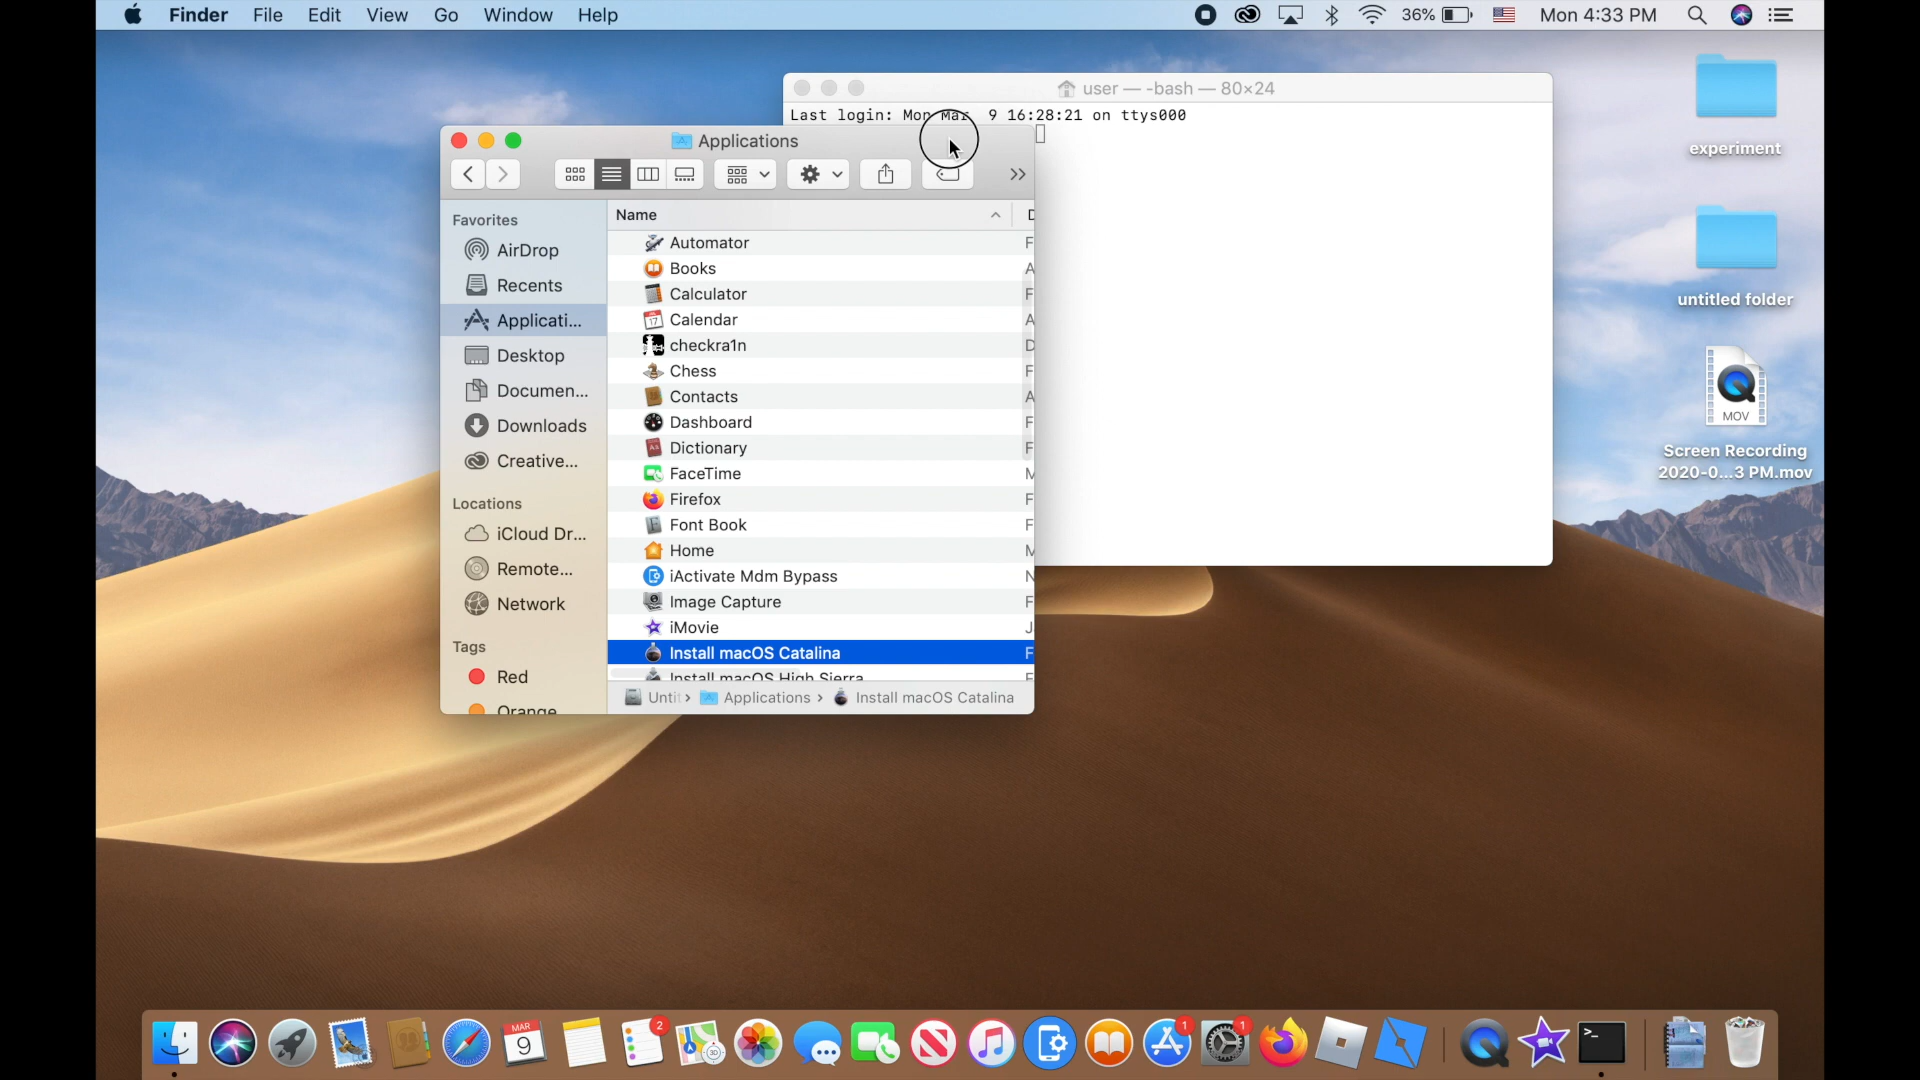 Finder File Edit View Go Window Help
36% Mon 4:33 PM
user — -bash — 80×24
Last login: Mon Mar 9 16:28:21 on ttys000
Applications
Favorites
AirDrop
Recents
Applicati...
Desktop
Documen...
Downloads
Creative...
Locations
iCloud Dr...
Remote...
Network
Tags
Red
Orange
Name
Automator F
Books A
Calculator F
Calendar A
checkra1n D
Chess F
Contacts A
Dashboard F
Dictionary F
FaceTime M
Firefox F
Font Book F
Home M
iActivate Mdm Bypass N
Image Capture F
iMovie J
Install macOS Catalina F
Install macOS High Sierra
Applications › Install macOS Catalina
experiment
untitled folder
MOV
Screen Recording
2020-0...3 PM.mov
MAR
9
2
3D
1
1